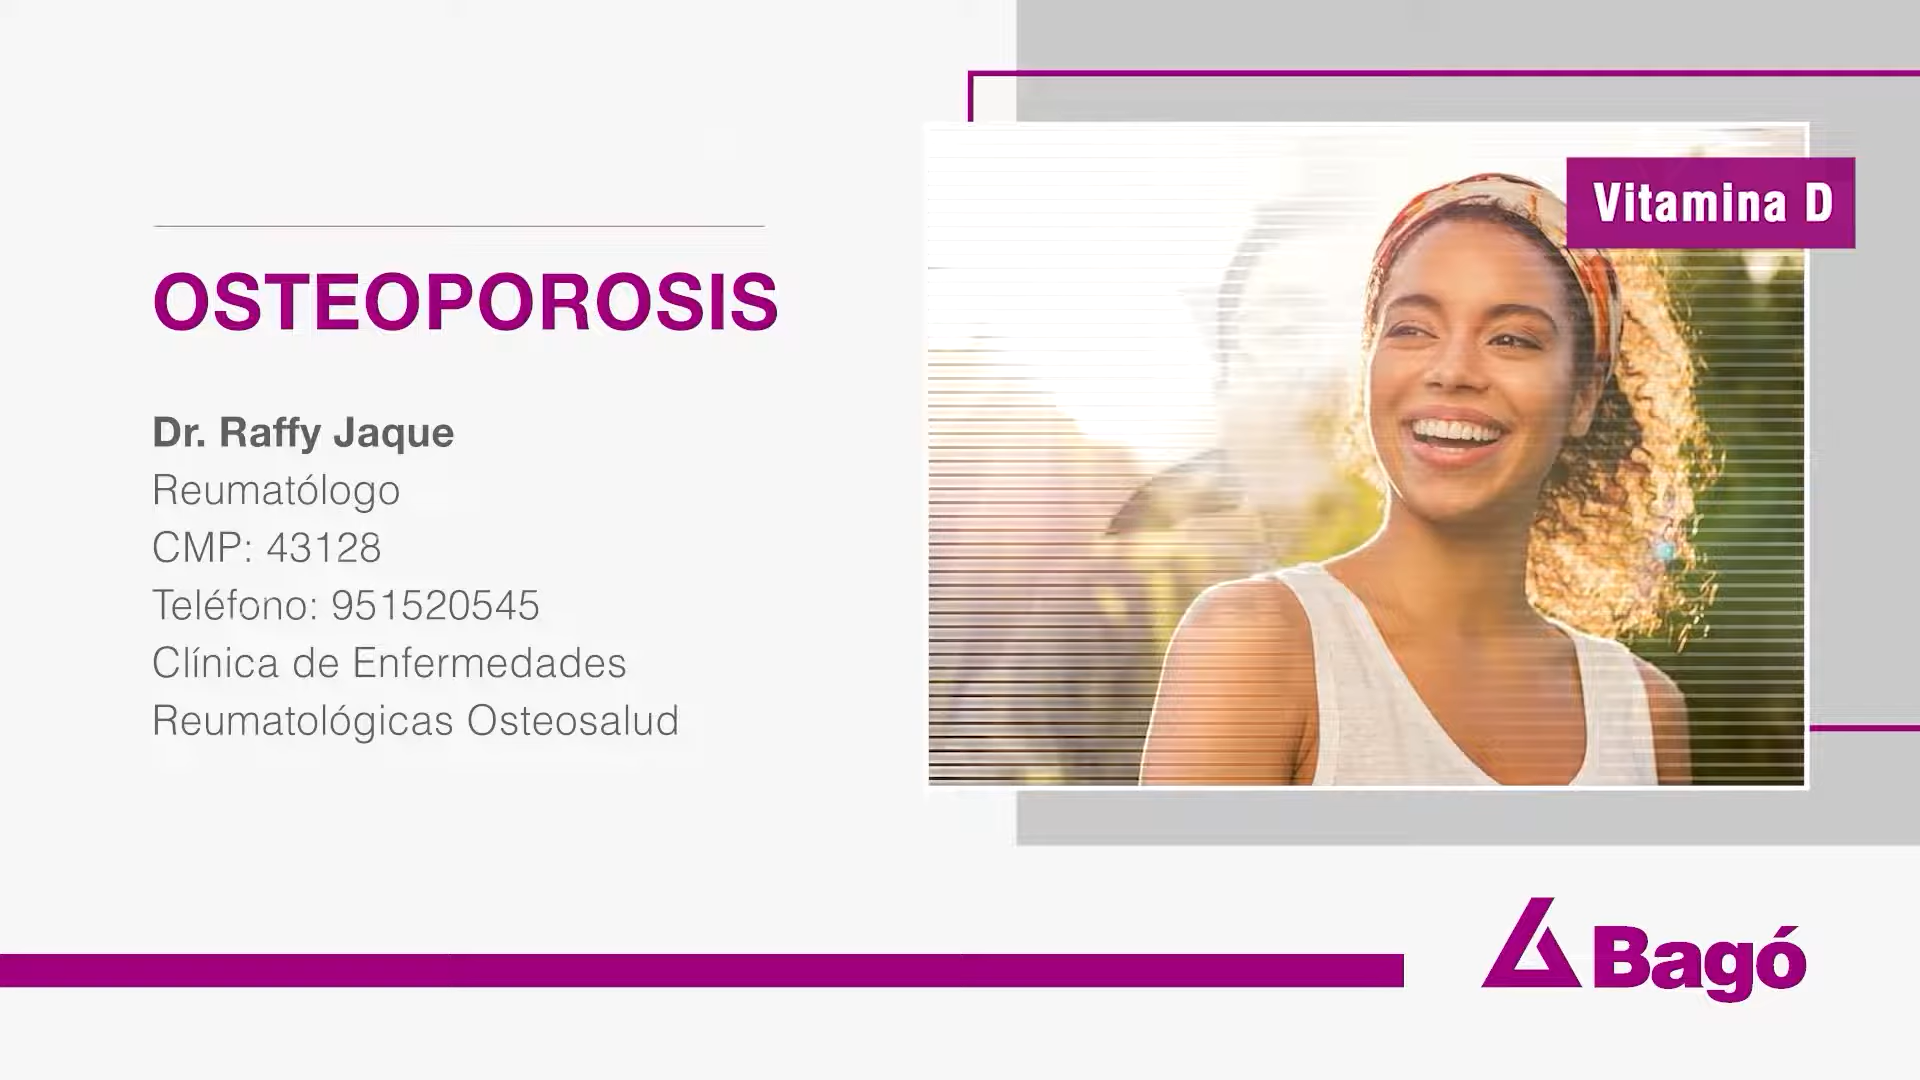 OSTEOPOROSIS
Dr. Raffy Jaque
Reumatólogo
CMP: 43128
Teléfono: 951520545
Clínica de Enfermedades
Reumatológicas Osteosalud
Vitamina D
Bagó